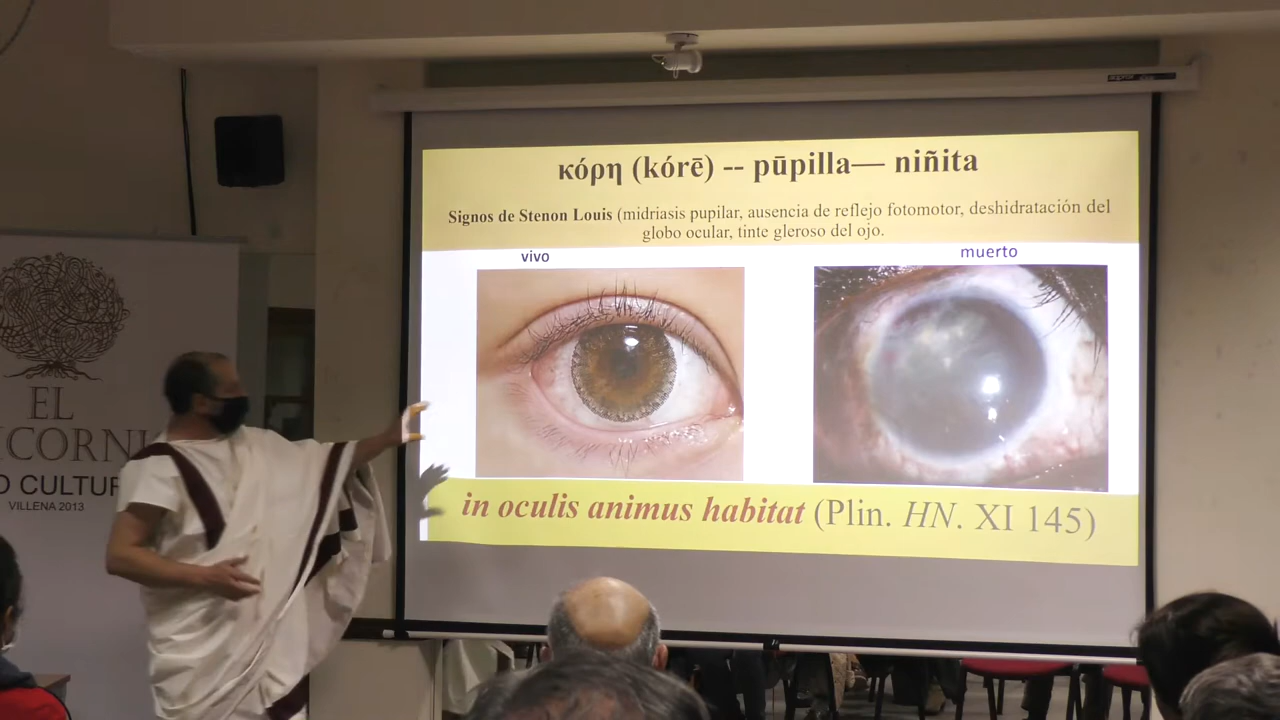 κόρη (kórē) -- pūpilla— niñita
Signos de Stenon Louis (midriasis pupilar, ausencia de reflejo fotomotor, deshidratación del
globo ocular, tinte gleroso del ojo.
vivo
muerto
in oculis animus habitat (Plin. HN. XI 145)
EL
ICORNI
O CULTUR
VILLENA 2013